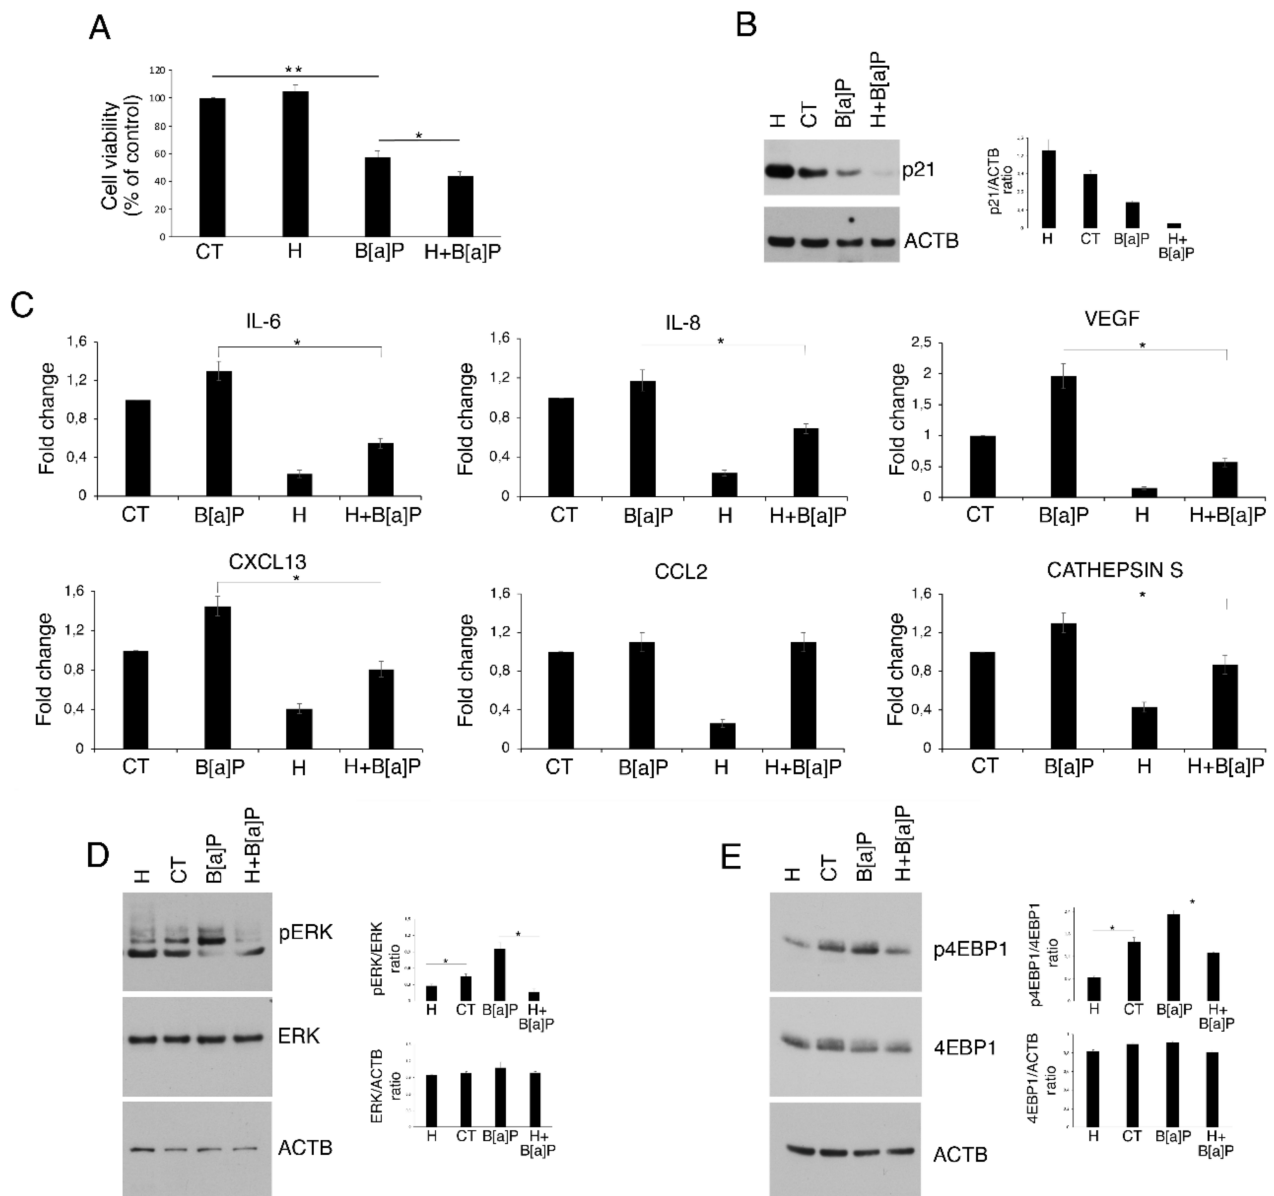 A
Cell viability
(% of control)
120
100
80
60
40
20
0
**
*
CT H B[a]P H+B[a]P
B
H CT B[a]P H+B[a]P
p21
ACTB
p21/ACTB
ratio
H CT B[a]P H+
B[a]P
C
IL-6
Fold change
1,6
1,2
0,8
0,4
0
*
CT B[a]P H H+B[a]P
IL-8
Fold change
1,6
1,2
0,8
0,4
0
*
CT B[a]P H H+B[a]P
VEGF
Fold change
2,5
2
1,5
1
0,5
0
*
CT B[a]P H H+B[a]P
CXCL13
Fold change
1,6
1,2
0,8
0,4
0
*
CT B[a]P H H+B[a]P
CCL2
Fold change
1,6
1,2
0,8
0,4
0
CT B[a]P H H+B[a]P
CATHEPSIN S
Fold change
1,6
1,2
0,8
0,4
0
*
CT B[a]P H H+B[a]P
D
H CT B[a]P H+B[a]P
pERK
ERK
ACTB
pERK/ERK
ratio
*
*
H CT B[a]P H+
B[a]P
ERK/ACTB
ratio
H CT B[a]P H+
B[a]P
E
H CT B[a]P H+B[a]P
p4EBP1
4EBP1
ACTB
p4EBP1/4EBP1
ratio
*
*
H CT B[a]P H+
B[a]P
4EBP1/ACTB
ratio
H CT B[a]P H+
B[a]P